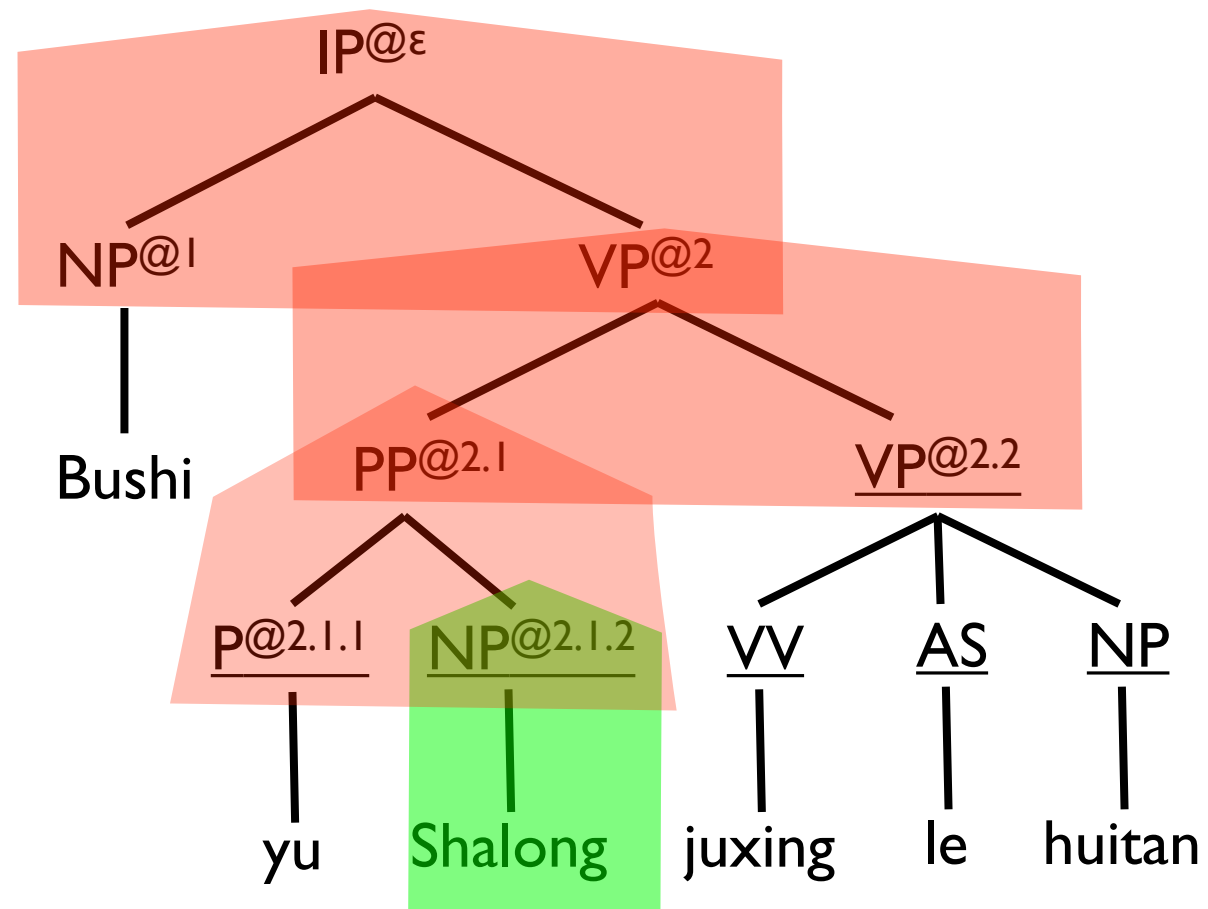 IP@ε
NP@1 VP@2
Bushi PP@2.1 VP@2.2
P@2.1.1 NP@2.1.2 VV AS NP
yu Shalong juxing le huitan